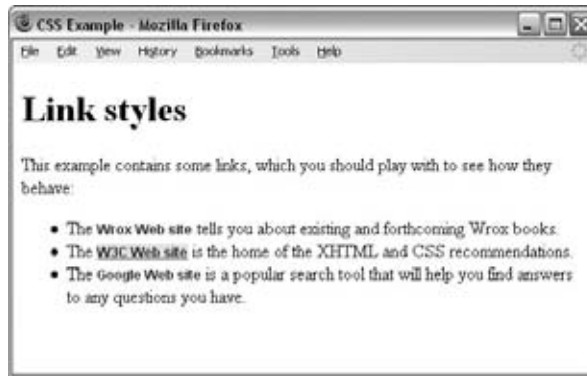 CSS Example - Mozilla Firefox
File Edit View History Bookmarks Tools Help
Link styles
This example contains some links, which you should play with to see how they
behave:
• The Wrox Web site tells you about existing and forthcoming Wrox books.
• The W3C Web site is the home of the XHTML and CSS recommendations.
• The Google Web site is a popular search tool that will help you find answers
to any questions you have.